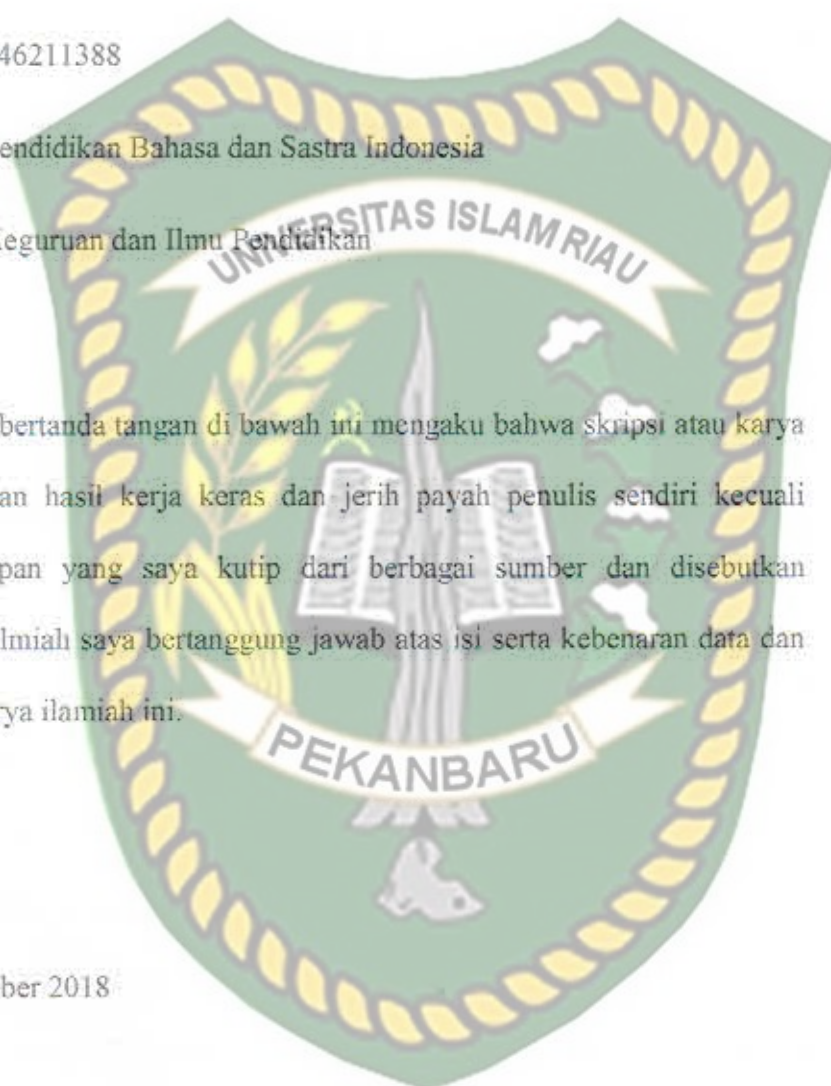 46211388
endidikan Bahasa dan Sastra Indonesia
UNIVERSITAS ISLAM RIAU
eguruan dan Ilmu Pendidikan
bertanda tangan di bawah ini mengaku bahwa skripsi atau karya
an hasil kerja keras dan jerih payah penulis sendiri kecuali
pan yang saya kutip dari berbagai sumber dan disebutkan
lmiah saya bertanggung jawab atas isi serta kebenaran data dan
rya ilamiah ini.
PEKANBARU
ber 2018